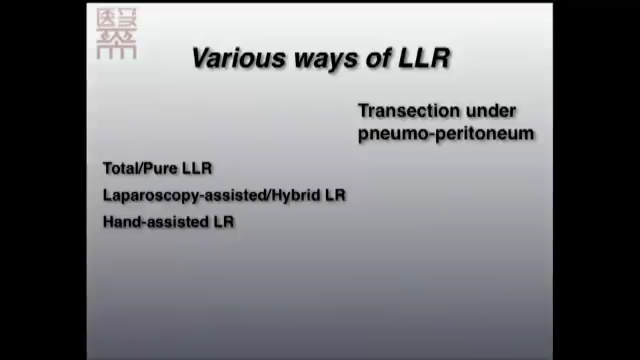 Various ways of LLR
Transection under
pneumo-peritoneum
Total/Pure LLR
Laparoscopy-assisted/Hybrid LR
Hand-assisted LR